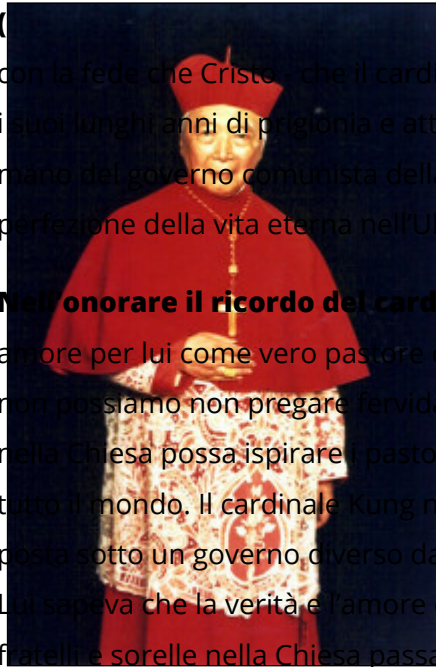 (
con la fede che Cristo - che il card
i suoi lunghi anni di prigionia e att
mano del governo comunista della
perfezione della vita eterna nell'U
Nell'onorare il ricordo del card
amore per lui come vero pastore
non possiamo non pregare fervida
nella Chiesa possa ispirare i pasto
tutto il mondo. Il cardinale Kung n
posta sotto un governo diverso da
Lui sapeva che la verità e l'amore
fratelli e sorelle nella Chiesa passa